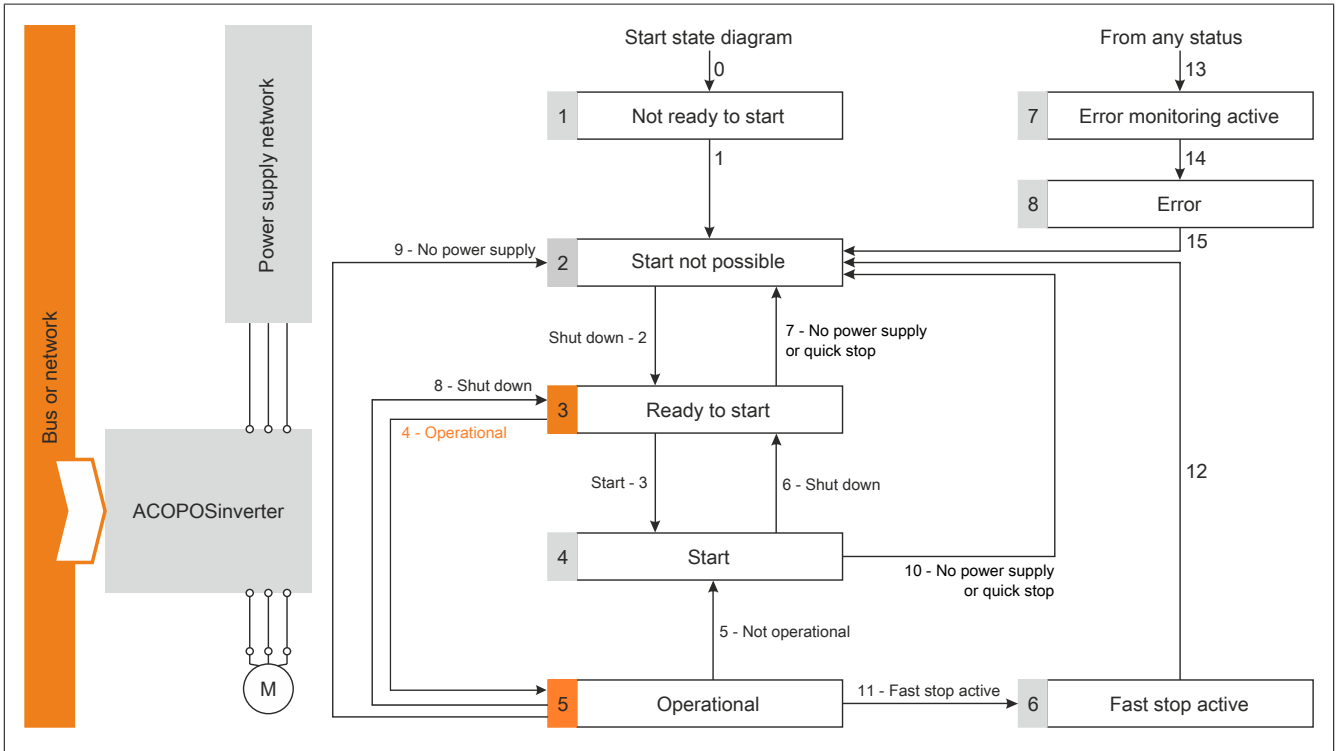 Bus or network
Power supply network
ACOPOSinverter
M
Start state diagram
0
1
Not ready to start
1
9 - No power supply
2
Start not possible
Shut down - 2
7 - No power supply
or quick stop
8 - Shut down
3
Ready to start
4 - Operational
Start - 3
6 - Shut down
4
Start
10 - No power supply
or quick stop
5 - Not operational
5
Operational
11 - Fast stop active
From any status
13
7
Error monitoring active
14
8
Error
15
12
6
Fast stop active